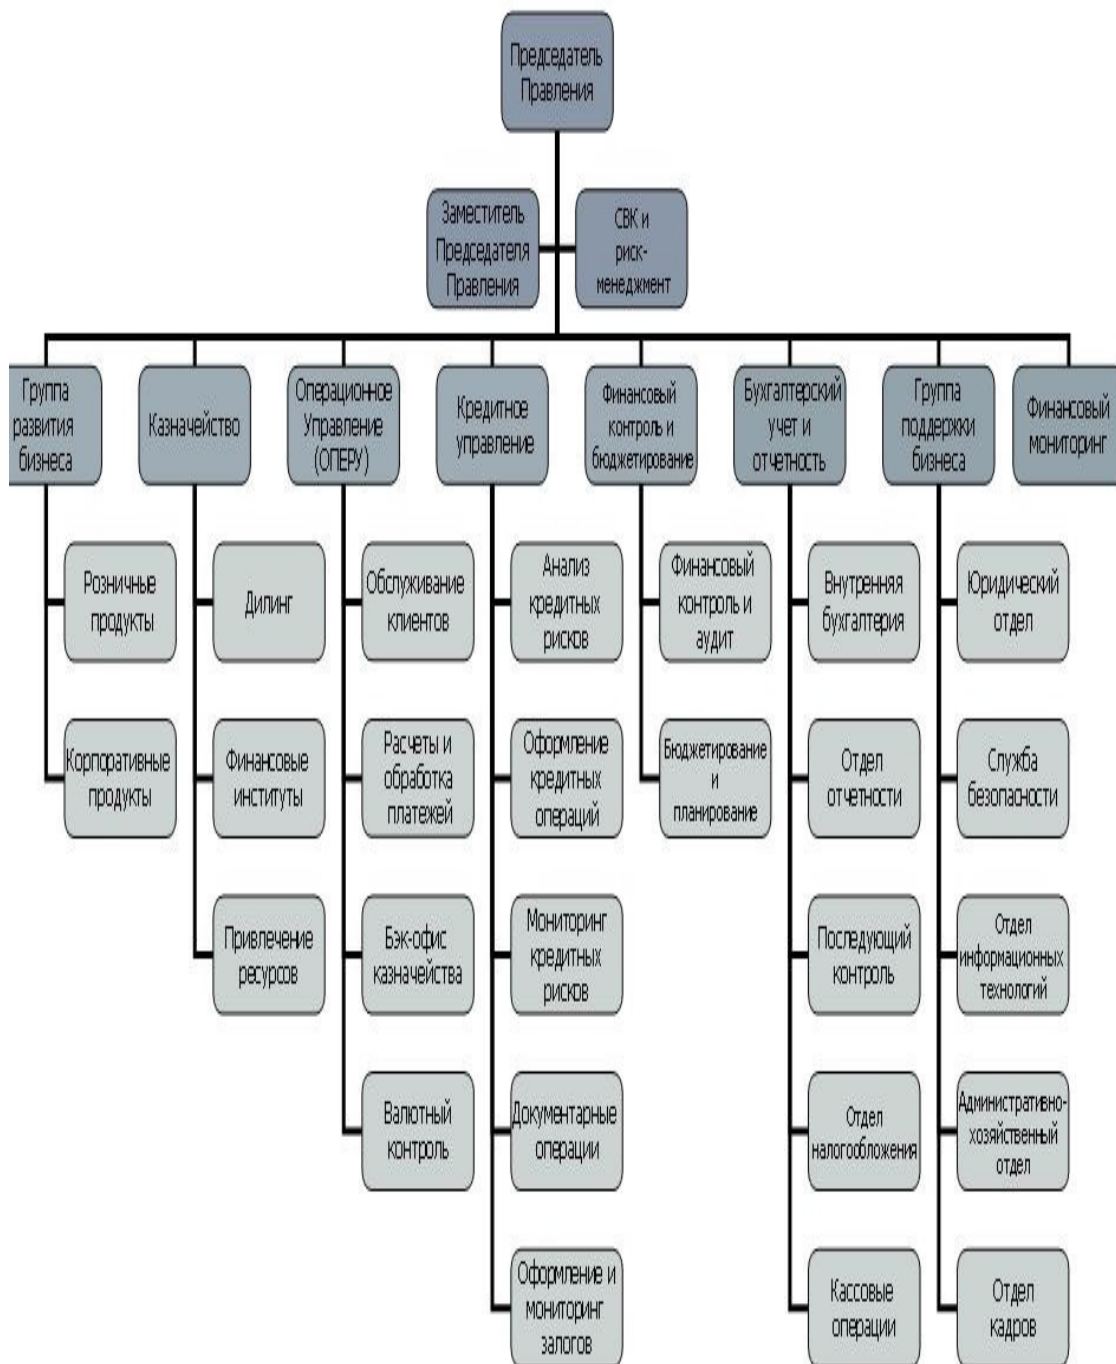 Председатель
Правления
Заместитель
Председателя
Правления
СВК и
риск-
менеджмент
Группа
развития
бизнеса
Казначейство
Операционное
Управление
(ОПЕРУ)
Кредитное
управление
Финансовый
контроль и
бюджетирование
Бухгалтерский
учет и
отчетность
Группа
поддержки
бизнеса
Финансовый
мониторинг
Розничные
продукты
Дилинг
Обслуживание
клиентов
Анализ
кредитных
рисков
Финансовый
контроль и
аудит
Внутренняя
бухгалтерия
Юридический
отдел
Корпоративные
продукты
Финансовые
институты
Расчеты и
обработка
платежей
Оформление
кредитных
операций
Бюджетирование
и
планирование
Отдел
отчетности
Служба
безопасности
Привлечение
ресурсов
Бэк-офис
казначейства
Мониторинг
кредитных
рисков
Последующий
контроль
Отдел
информационных
технологий
Валютный
контроль
Документарные
операции
Отдел
налогообложения
Административно-
хозяйственный
отдел
Оформление и
мониторинг
залогов
Кассовые
операции
Отдел
кадров